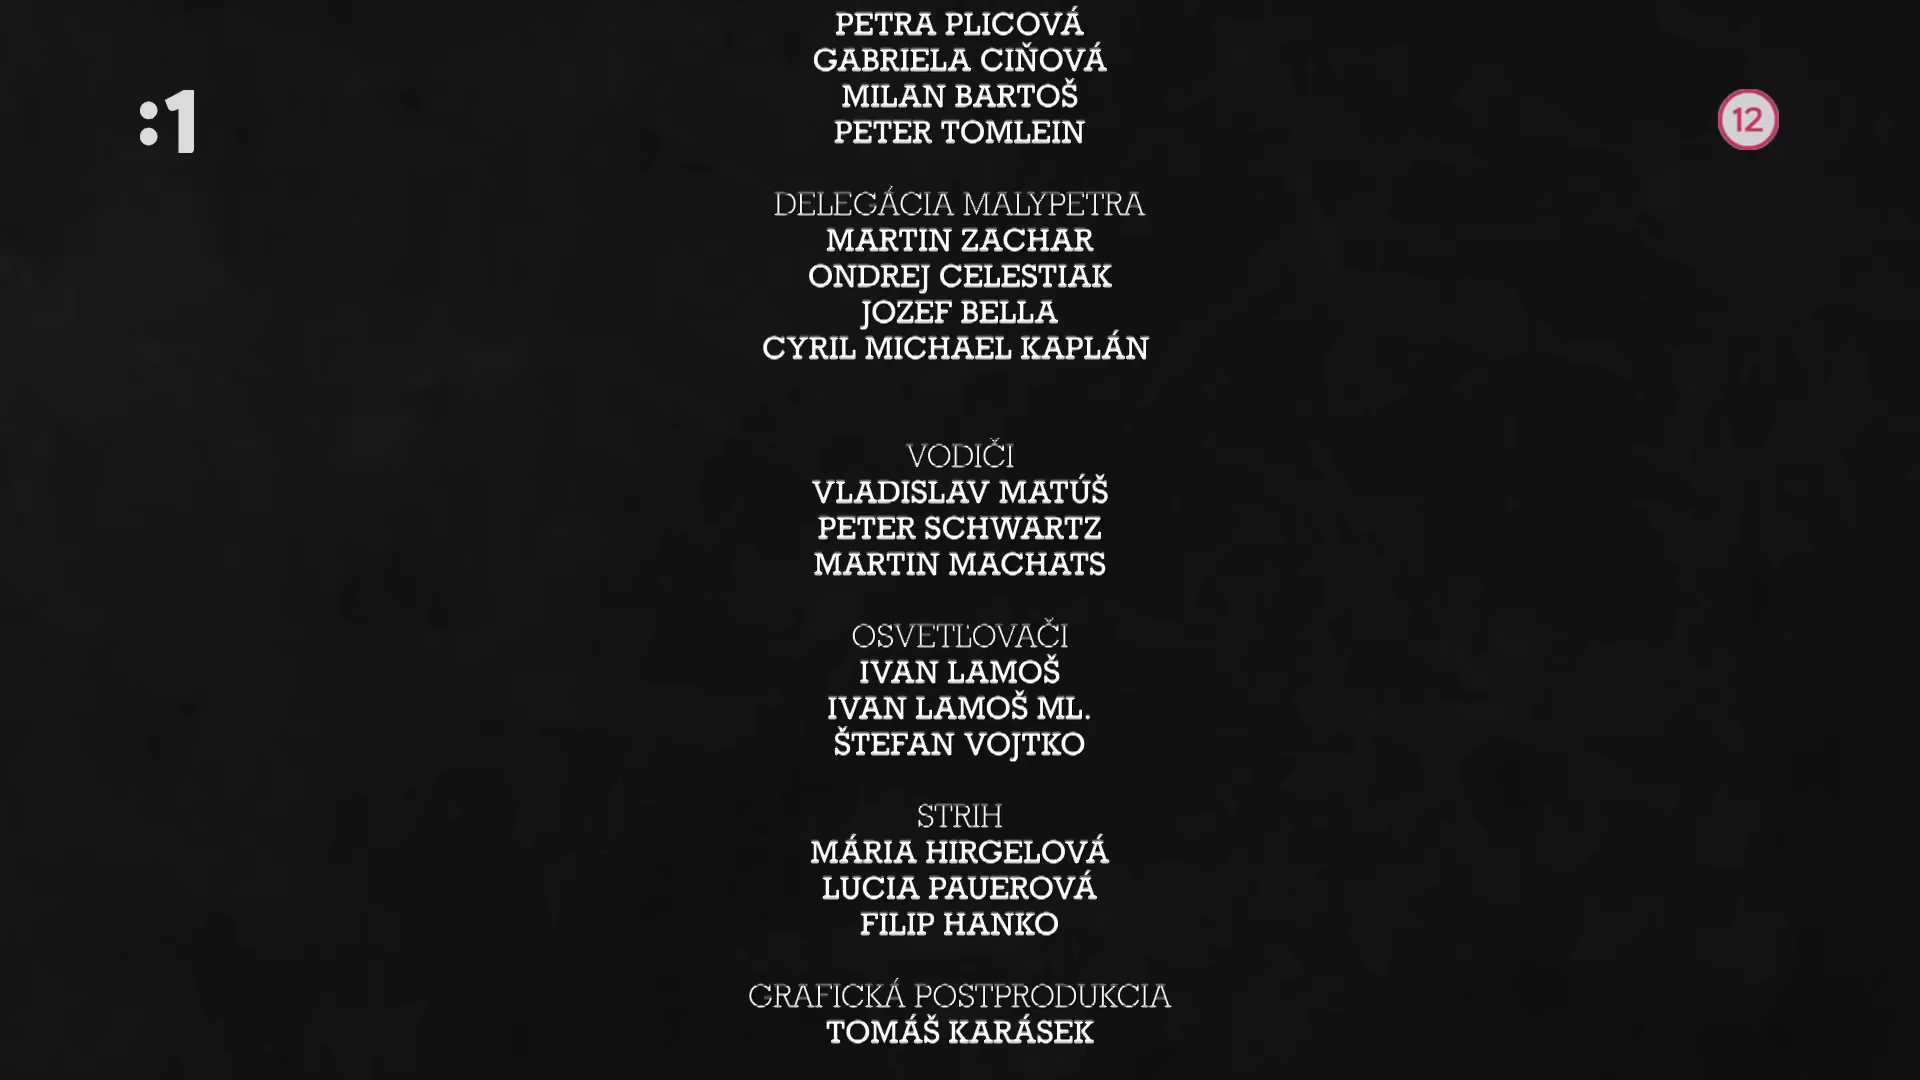 PETRA PLICOVÁ
GABRIELA CIŇOVÁ
MILAN BARTOŠ
PETER TOMLEIN
:1
12
DELEGÁCIA MALYPETRA
MARTIN ZACHAR
ONDREJ CELESTIAK
JOZEF BELLA
CYRIL MICHAEL KAPLÁN
VODIČI
VLADISLAV MATÚŠ
PETER SCHWARTZ
MARTIN MACHATS
OSVETĽOVAČI
IVAN LAMOŠ
IVAN LAMOŠ ML.
ŠTEFAN VOJTKO
STRIH
MÁRIA HIRGELOVÁ
LUCIA PAUEROVÁ
FILIP HANKO
GRAFICKÁ POSTPRODUKCIA
TOMÁŠ KARÁSEK